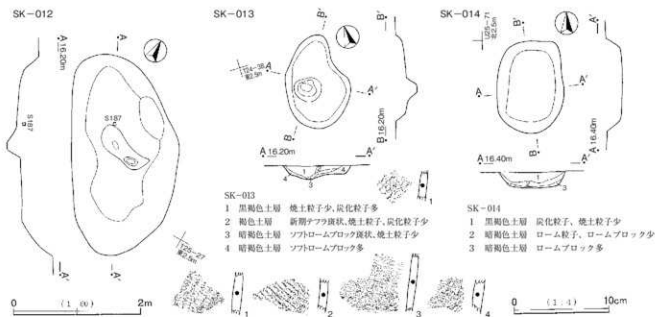 SK-012
A
A'
A 16.20m
A'
S187
S187
0 (1:60) 2m
SK-013
B'
A
A'
B
B'
B 16.20m
A 16.20m
A'
4 1 4
3
SK-013
1 黒褐色土層 焼土粒子少、炭化粒子多
2 褐色土層 新期テフラ斑状、焼土粒子、炭化粒子少
3 暗褐色土層 ソフトロームブロック斑状、焼土粒子少
4 暗褐色土層 ソフトロームブロック多
1
1
2
3
4
SK-014
U25-71
B'
A
A'
B
B'
B 16.40m
A 16.40m
A'
1
3
SK-014
1 黒褐色土層 炭化粒子、焼土粒子少
2 暗褐色土層 ローム粒子、ロームブロック少
3 暗褐色土層 ロームブロック多
0 (1:4) 10cm